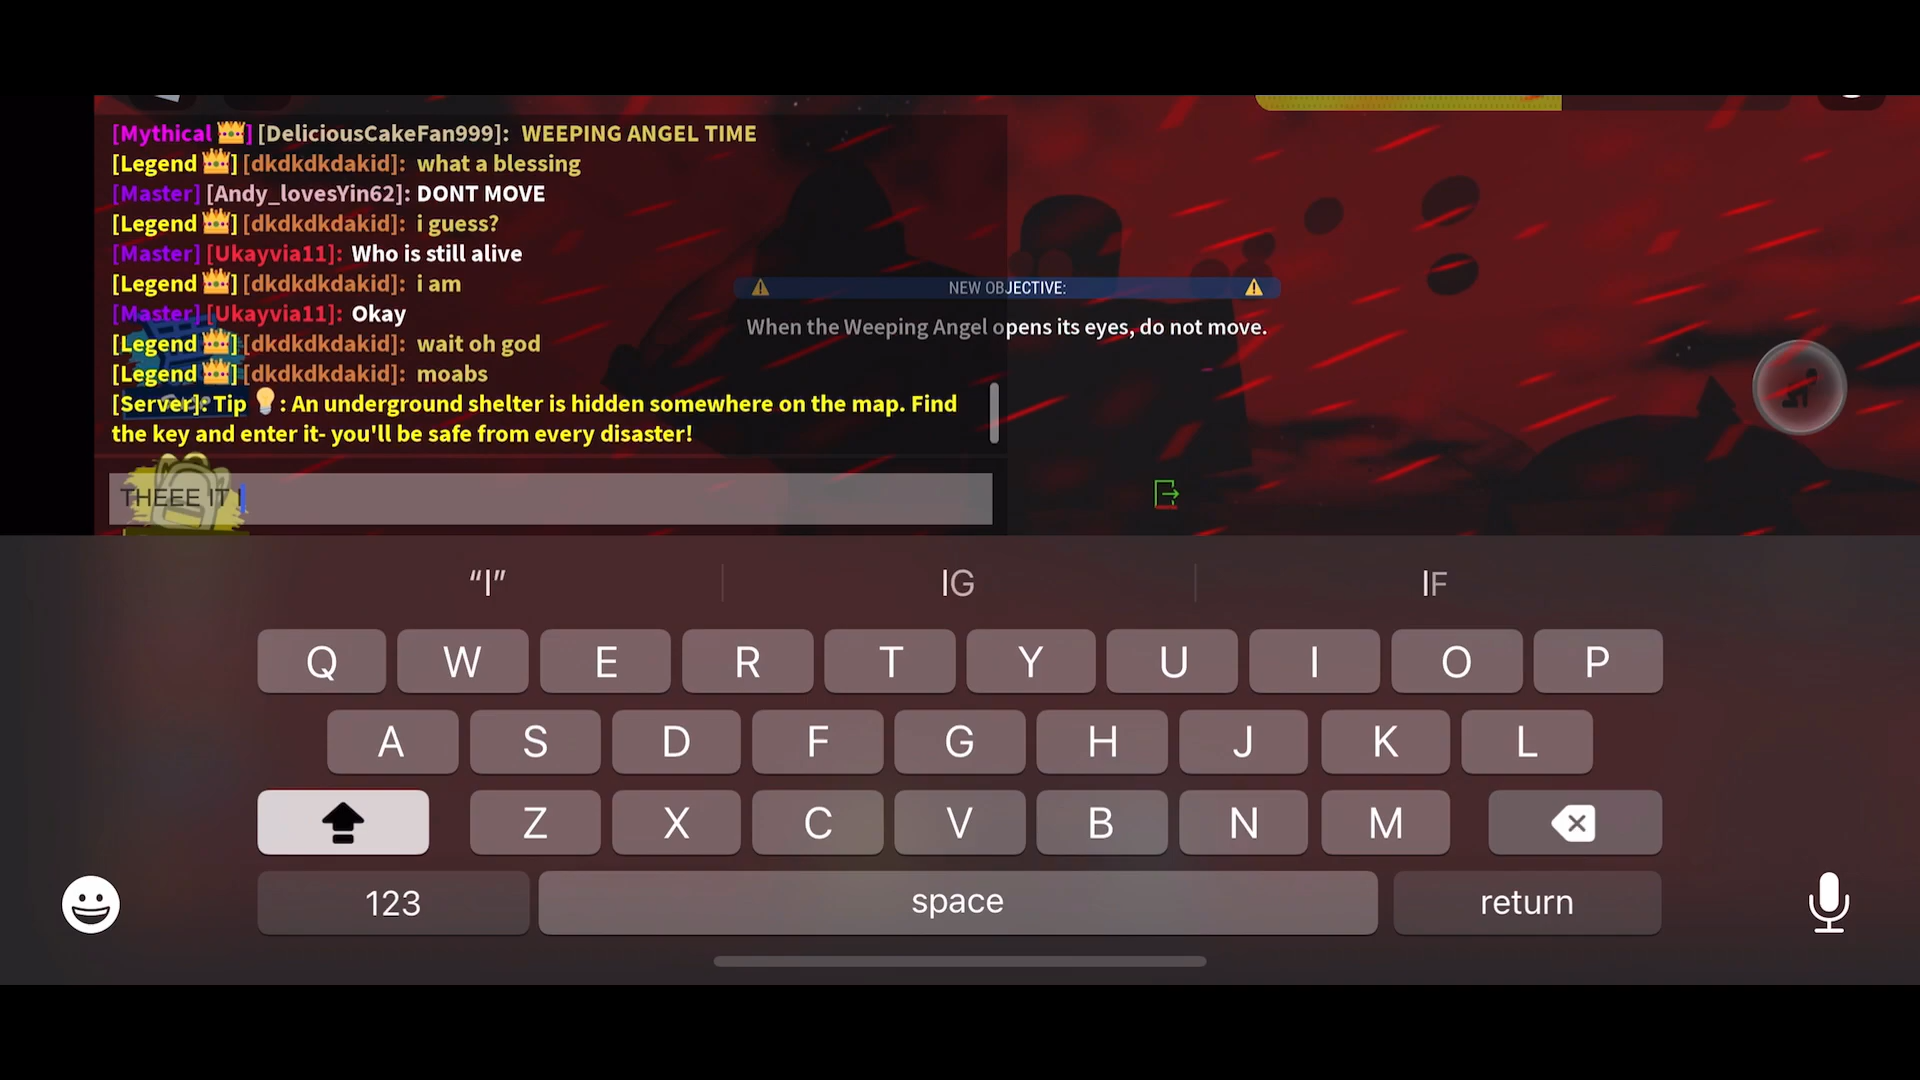 [Mythical 👑] [DeliciousCakeFan999]: WEEPING ANGEL TIME
[Legend 👑] [dkdkdkdakid]: what a blessing
[Master] [Andy_lovesYin62]: DONT MOVE
[Legend 👑] [dkdkdkdakid]: i guess?
[Master] [Ukayvia11]: Who is still alive
[Legend 👑] [dkdkdkdakid]: i am
[Master] [Ukayvia11]: Okay
[Legend 👑] [dkdkdkdakid]: wait oh god
[Legend 👑] [dkdkdkdakid]: moabs
[Server]: Tip 💡: An underground shelter is hidden somewhere on the map. Find
the key and enter it- you'll be safe from every disaster!
⚠ NEW OBJECTIVE: ⚠
When the Weeping Angel opens its eyes, do not move.
THEEE IT I
“I” IG IF
Q W E R T Y U I O P
A S D F G H J K L
Z X C V B N M
123 space return